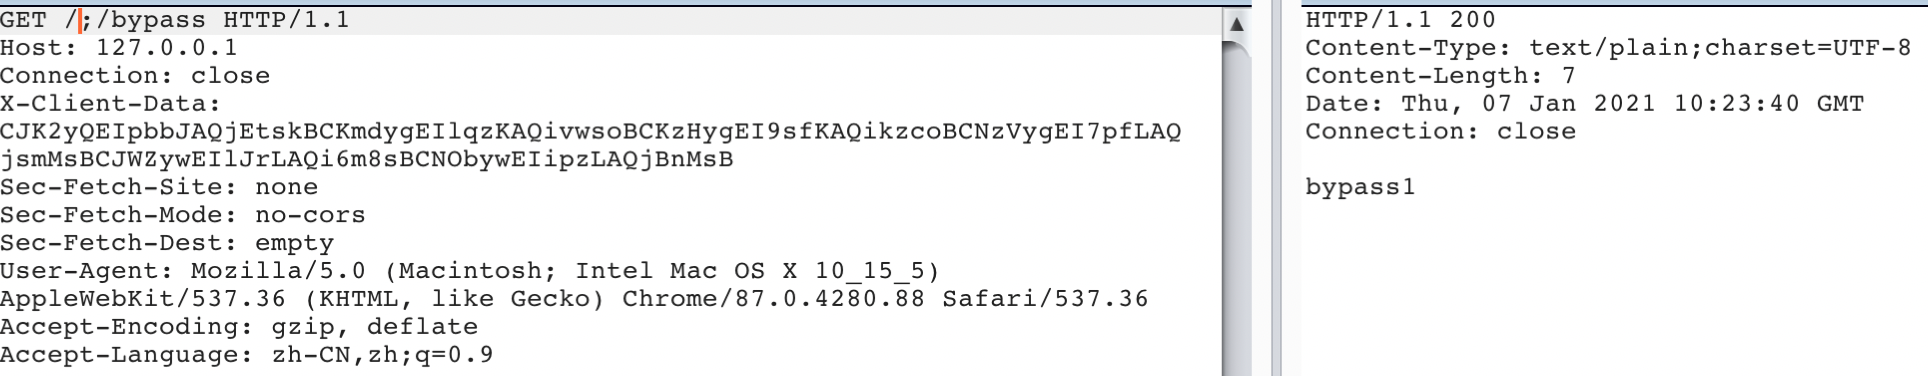 GET /;/bypass HTTP/1.1
Host: 127.0.0.1
Connection: close
X-Client-Data:
CJK2yQEIpbbJAQjEtskBCKmdygEIlqzKAQivwsoBCKzHygEI9sfKAQikzcoBCNzVygEI7pfLAQ
jsmMsBCJWZywEIlJrLAQi6m8sBCNObywEIipzLAQjBnMsB
Sec-Fetch-Site: none
Sec-Fetch-Mode: no-cors
Sec-Fetch-Dest: empty
User-Agent: Mozilla/5.0 (Macintosh; Intel Mac OS X 10_15_5)
AppleWebKit/537.36 (KHTML, like Gecko) Chrome/87.0.4280.88 Safari/537.36
Accept-Encoding: gzip, deflate
Accept-Language: zh-CN,zh;q=0.9
HTTP/1.1 200
Content-Type: text/plain;charset=UTF-8
Content-Length: 7
Date: Thu, 07 Jan 2021 10:23:40 GMT
Connection: close
bypass1